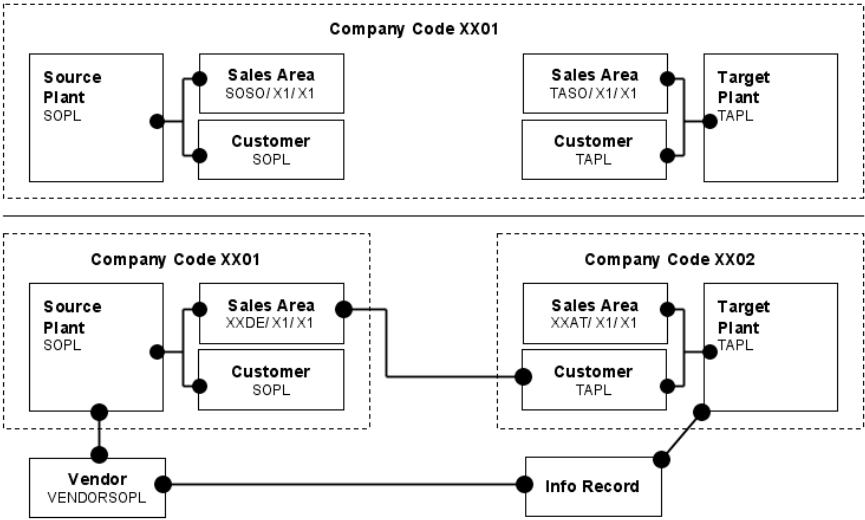 Company Code XX01
Source
Plant
SOPL
Sales Area
SOSO/ X1/ X1
Customer
SOPL
Sales Area
TASO/ X1/ X1
Customer
TAPL
Target
Plant
TAPL
Company Code XX01
Source
Plant
SOPL
Sales Area
XXDE/ X1/ X1
Customer
SOPL
Company Code XX02
Sales Area
XXAT/ X1/ X1
Customer
TAPL
Target
Plant
TAPL
Vendor
VENDORSOPL
Info Record